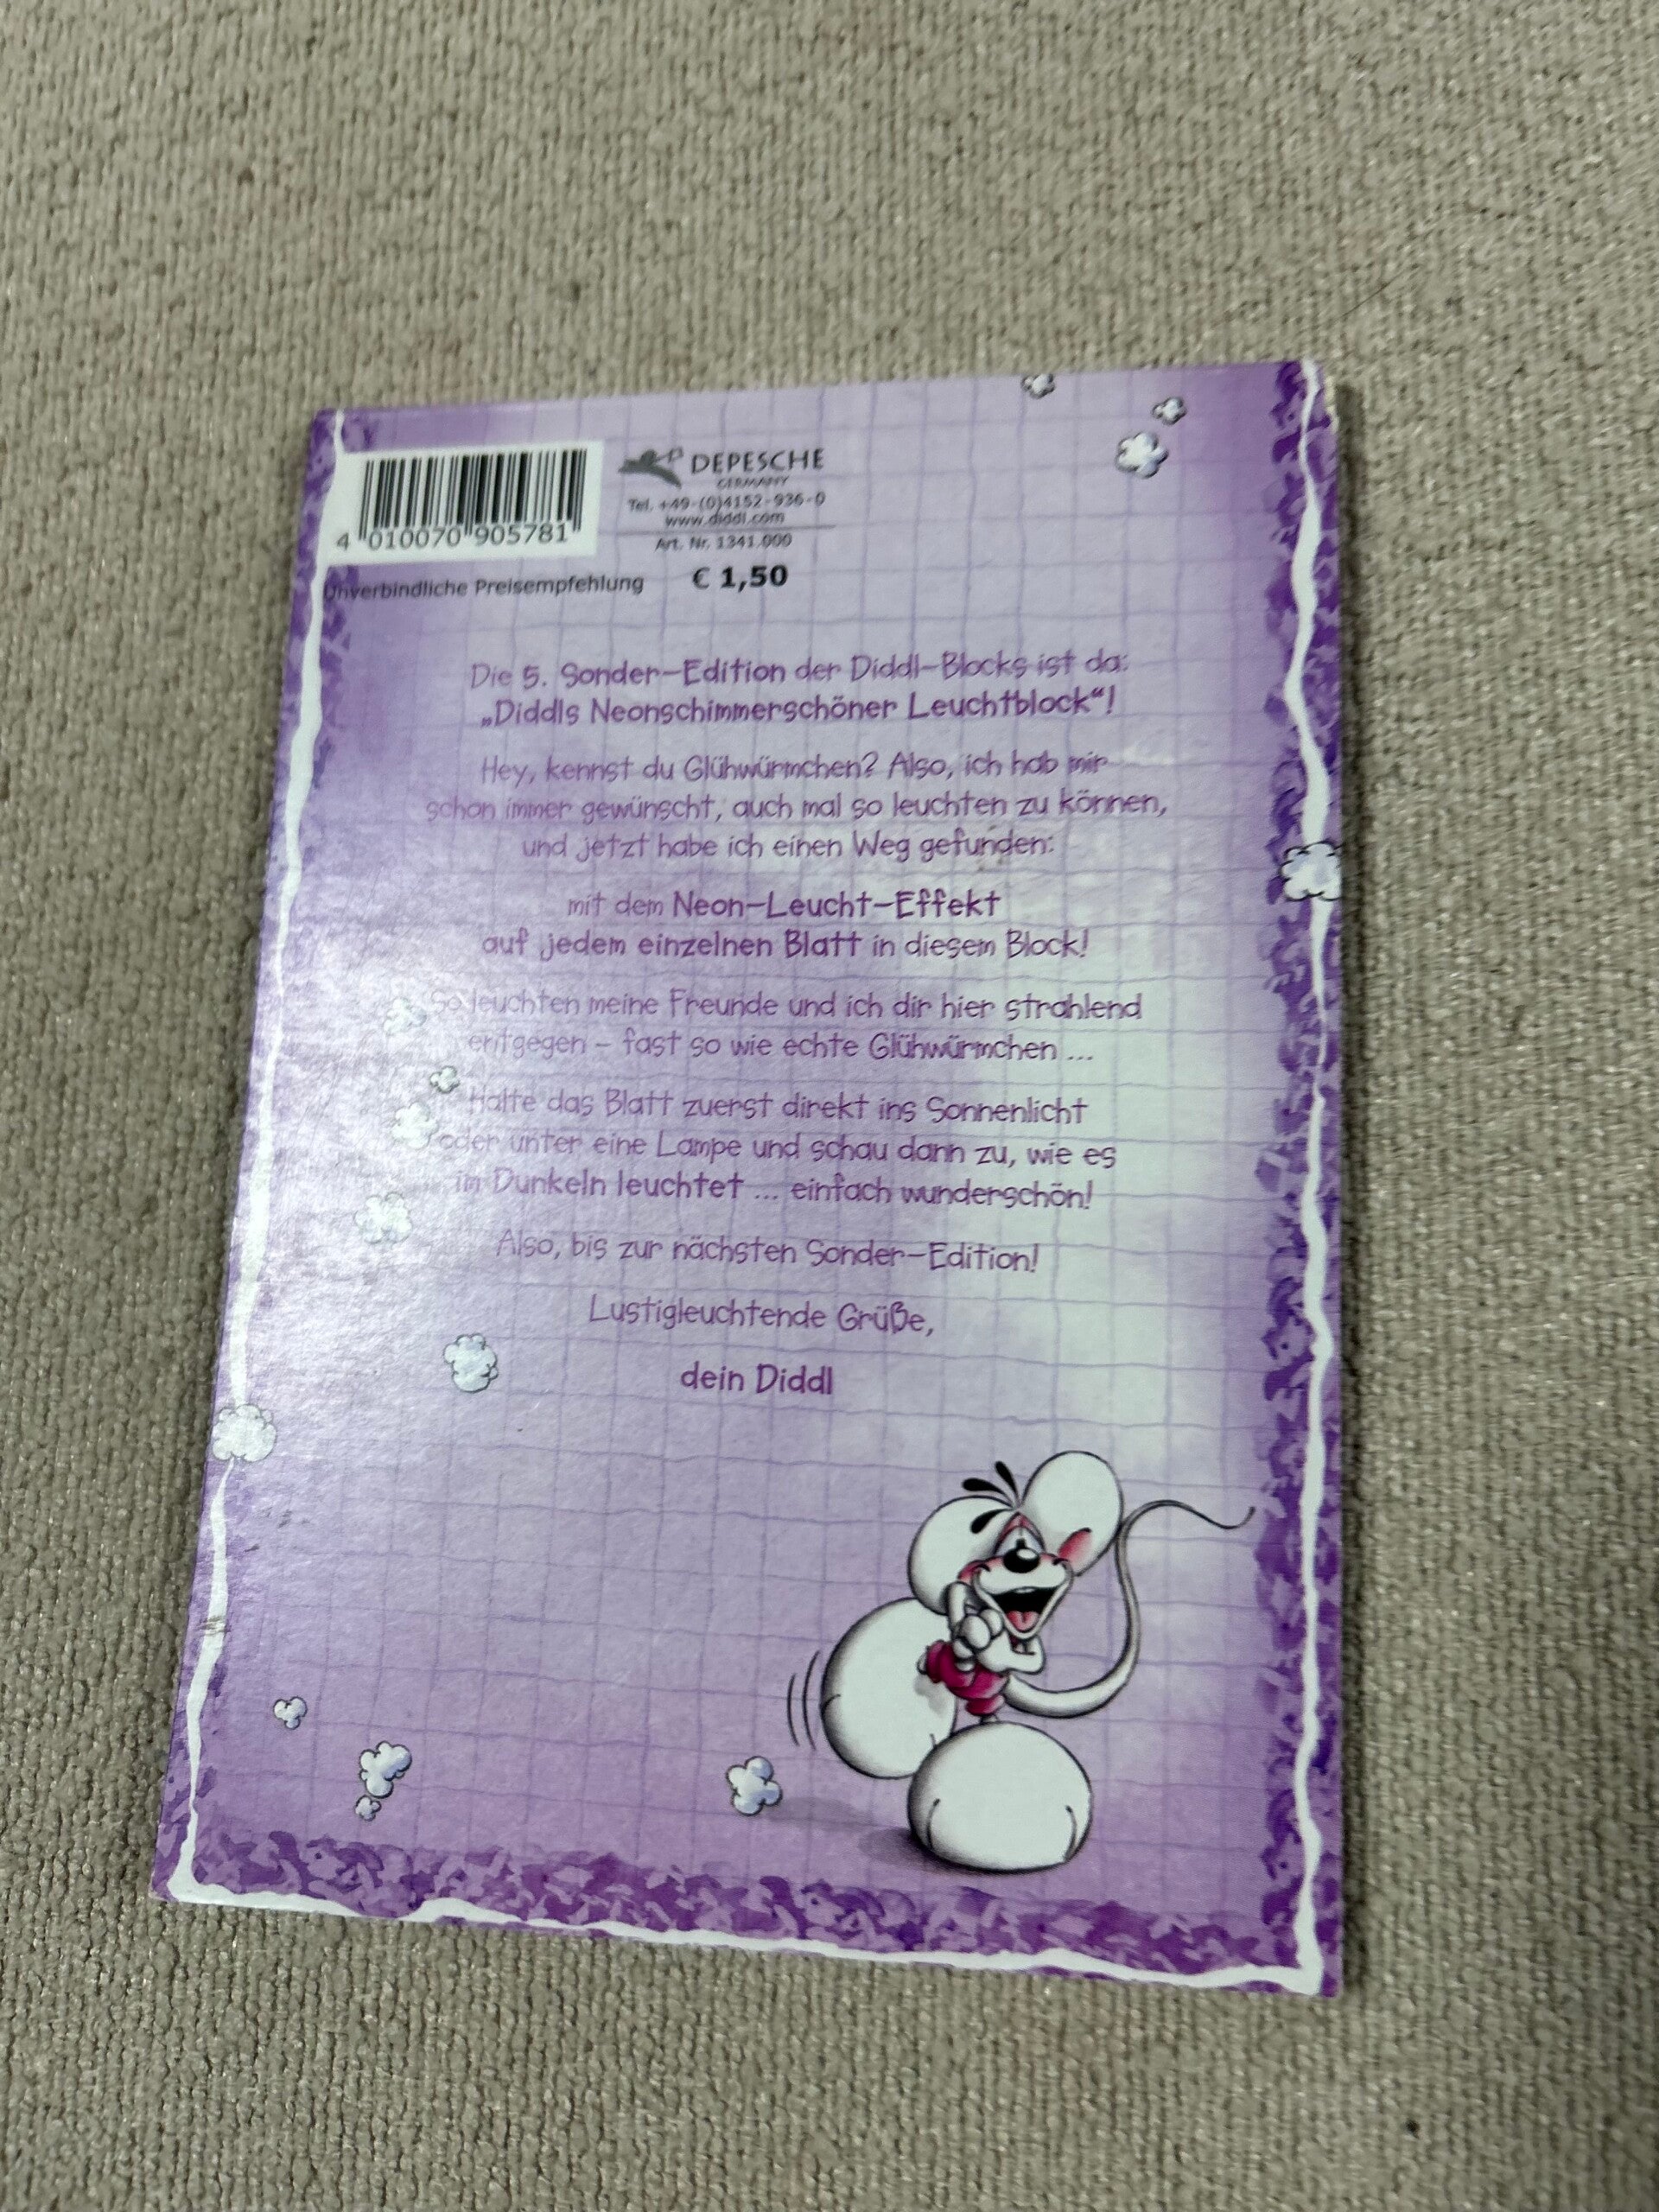 4 010070 905781
DEPESCHE
GERMANY
Tel. +49-(0)4152-936-0
www.diddl.com
Art. Nr. 1341.000
Unverbindliche Preisempfehlung € 1,50
Die 5. Sonder-Edition der Diddl-Blocks ist da:
„Diddls Neonschimmerschöner Leuchtblock“!
Hey, kennst du Glühwürmchen? Also, ich hab mir
schon immer gewünscht, auch mal so leuchten zu können,
und jetzt habe ich einen Weg gefunden:
mit dem Neon-Leucht-Effekt
auf jedem einzelnen Blatt in diesem Block!
So leuchten meine Freunde und ich dir hier strahlend
entgegen – fast so wie echte Glühwürmchen ...
Halte das Blatt zuerst direkt ins Sonnenlicht
oder unter eine Lampe und schau dann zu, wie es
im Dunkeln leuchtet ... einfach wunderschön!
Also, bis zur nächsten Sonder-Edition!
Lustigleuchtende Grüße,
dein Diddl